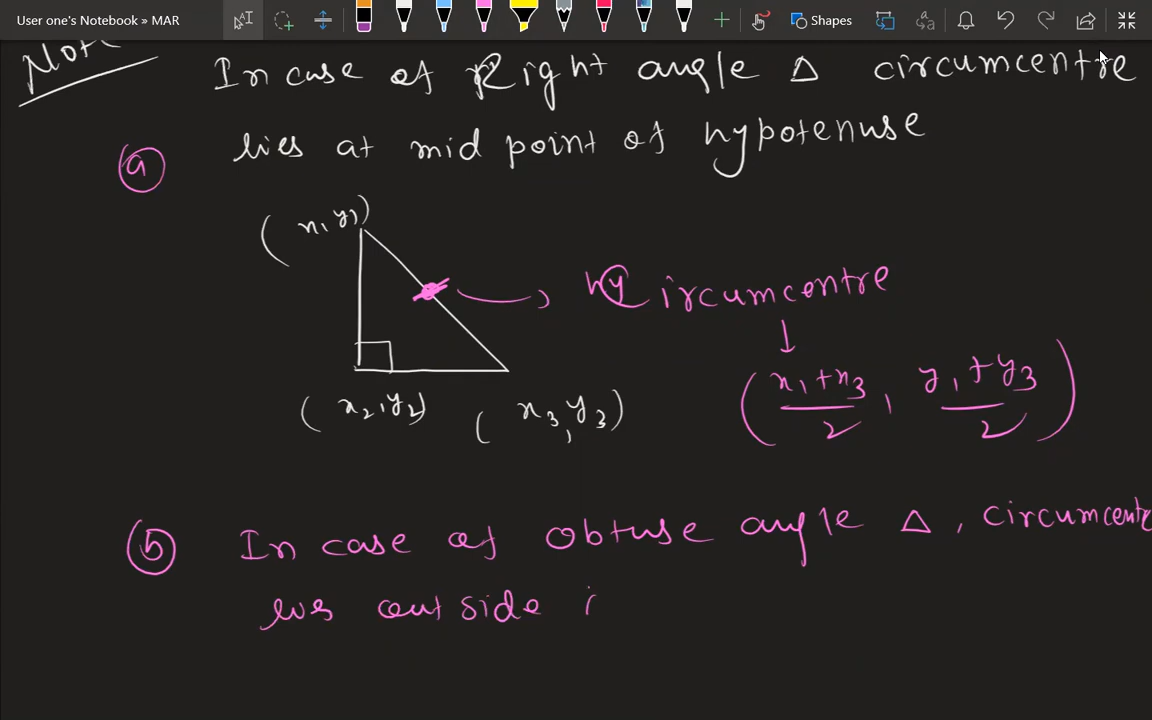 User one's Notebook » MAR
Shapes
Note
In case of Right angle Δ circumcentre
lies at mid point of hypotenuse
(a)
(x1, y1)
Circumcentre
(x1+x3/2, y1+y3/2)
(x2, y2) (x3, y3)
(b) In case of obtuse angle Δ, circumcentre
lies outside i